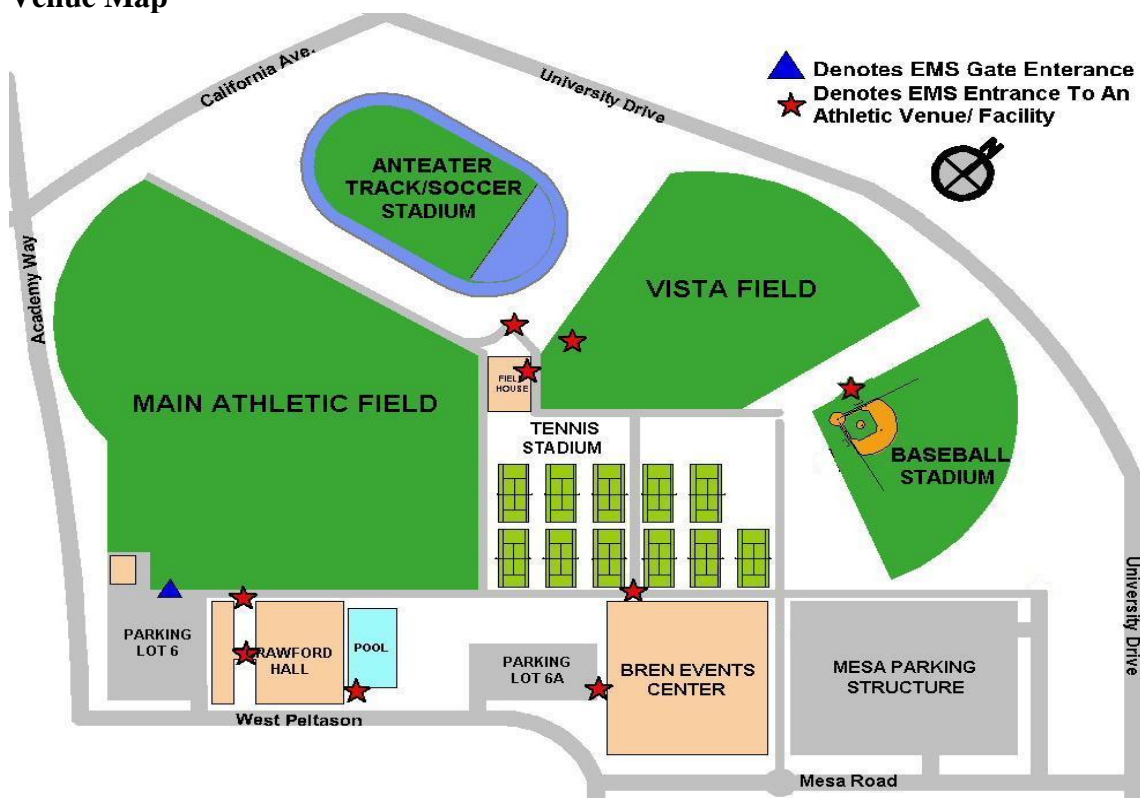 Venue Map
California Ave.
University Drive
Denotes EMS Gate Enterance
Denotes EMS Entrance To An
Athletic Venue/ Facility
N
ANTEATER
TRACK/SOCCER
STADIUM
Academy Way
VISTA FIELD
MAIN ATHLETIC FIELD
FIEL
HOUSE
TENNIS
STADIUM
BASEBALL
STADIUM
University Drive
PARKING
LOT 6
CRAWFORD
HALL
POOL
PARKING
LOT 6A
BREN EVENTS
CENTER
MESA PARKING
STRUCTURE
West Peltason
Mesa Road